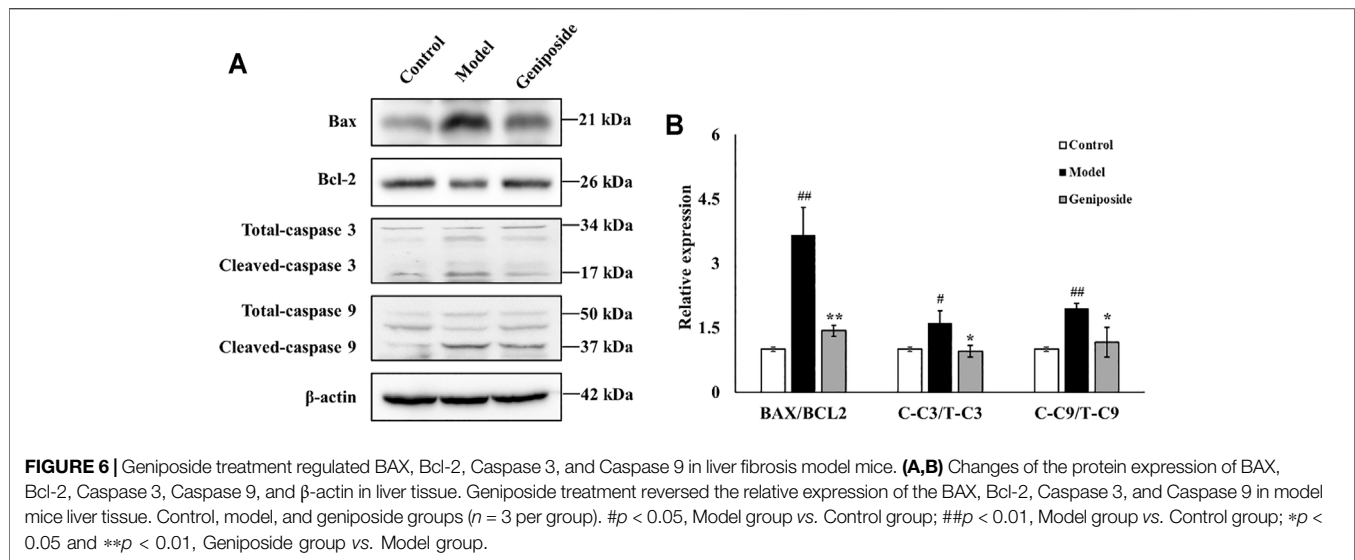 A
Control Model Geniposide
Bax 21 kDa
Bcl-2 26 kDa
Total-caspase 3 34 kDa
Cleaved-caspase 3 17 kDa
Total-caspase 9 50 kDa
Cleaved-caspase 9 37 kDa
β-actin 42 kDa
B
Relative expression
6
4.5
3
1.5
0
Control
Model
Geniposide
## ** # * ## *
BAX/BCL2 C-C3/T-C3 C-C9/T-C9
FIGURE 6 | Geniposide treatment regulated BAX, Bcl-2, Caspase 3, and Caspase 9 in liver fibrosis model mice. (A,B) Changes of the protein expression of BAX,
Bcl-2, Caspase 3, Caspase 9, and β-actin in liver tissue. Geniposide treatment reversed the relative expression of the BAX, Bcl-2, Caspase 3, and Caspase 9 in model
mice liver tissue. Control, model, and geniposide groups (n = 3 per group). #p < 0.05, Model group vs. Control group; ##p < 0.01, Model group vs. Control group; *p <
0.05 and **p < 0.01, Geniposide group vs. Model group.